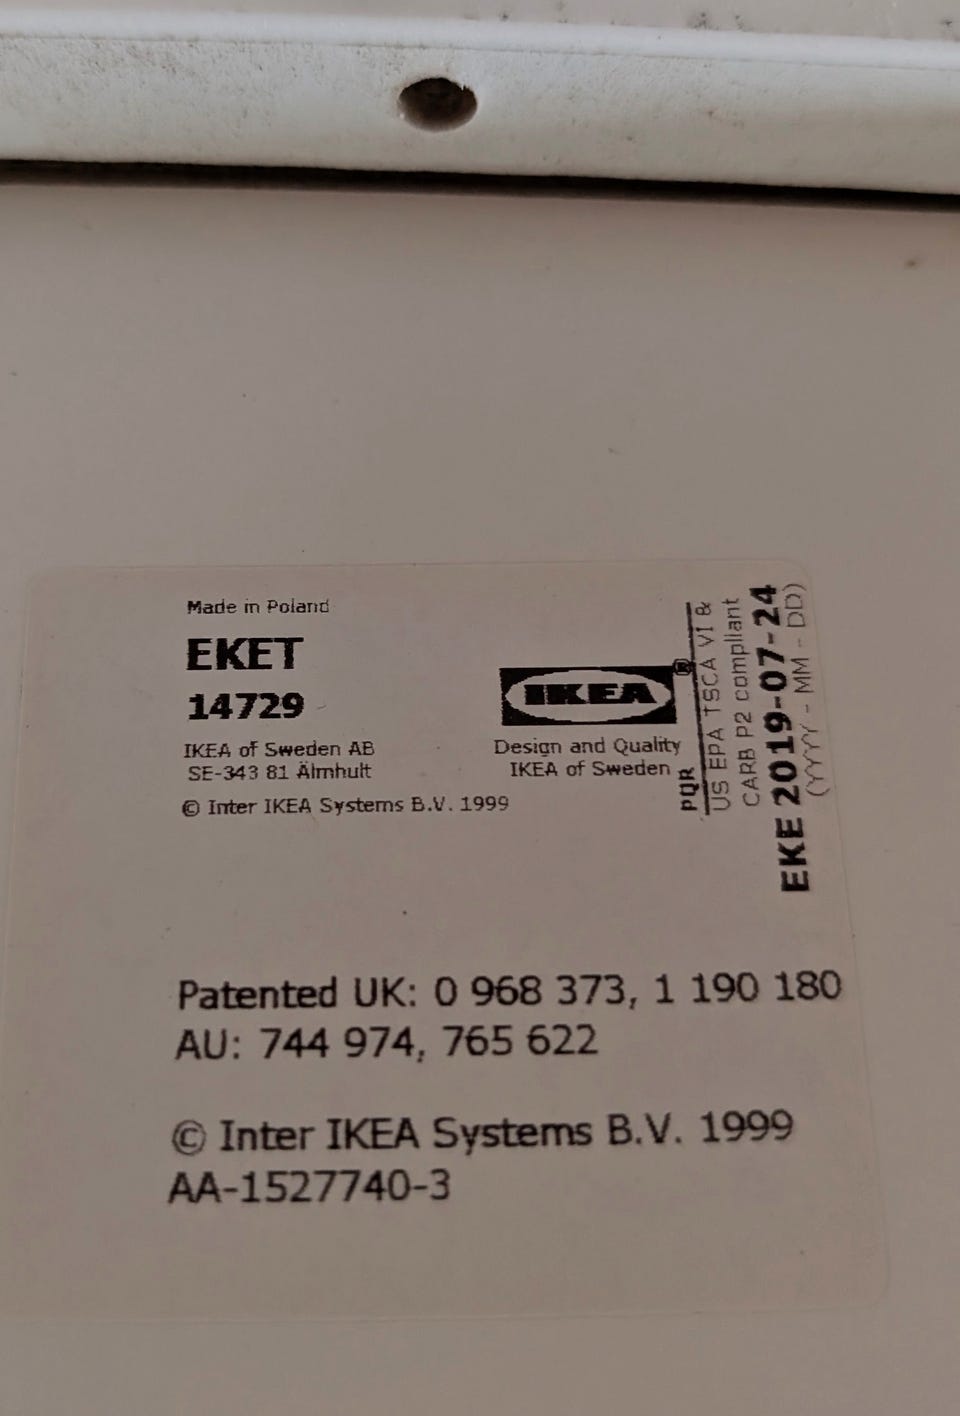 Made in Poland
EKET
14729
IKEA of Sweden AB
SE-343 81 Älmhult
© Inter IKEA Systems B.V. 1999
IKEA®
Design and Quality
IKEA of Sweden
PQR
US EPA TSCA VI &
CARB P2 compliant
EKE 2019-07-24
(YYYY - MM - DD)
Patented UK: 0 968 373, 1 190 180
AU: 744 974, 765 622
© Inter IKEA Systems B.V. 1999
AA-1527740-3